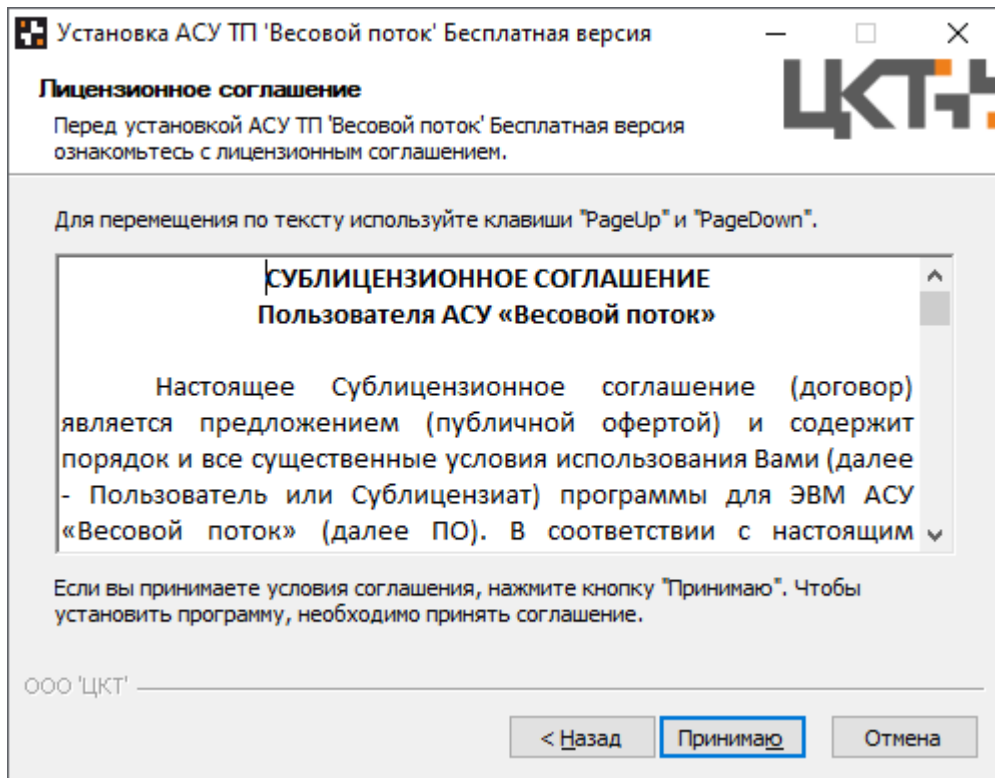 Установка АСУ ТП 'Весовой поток' Бесплатная версия
Лицензионное соглашение
Перед установкой АСУ ТП 'Весовой поток' Бесплатная версия
ознакомьтесь с лицензионным соглашением.
ЦКТ
Для перемещения по тексту используйте клавиши "PageUp" и "PageDown".
СУБЛИЦЕНЗИОННОЕ СОГЛАШЕНИЕ
Пользователя АСУ «Весовой поток»
Настоящее Сублицензионное соглашение (договор)
является предложением (публичной офертой) и содержит
порядок и все существенные условия использования Вами (далее
- Пользователь или Сублицензиат) программы для ЭВМ АСУ
«Весовой поток» (далее ПО). В соответствии с настоящим
Если вы принимаете условия соглашения, нажмите кнопку "Принимаю". Чтобы
установить программу, необходимо принять соглашение.
ООО 'ЦКТ'
< Назад
Принимаю
Отмена